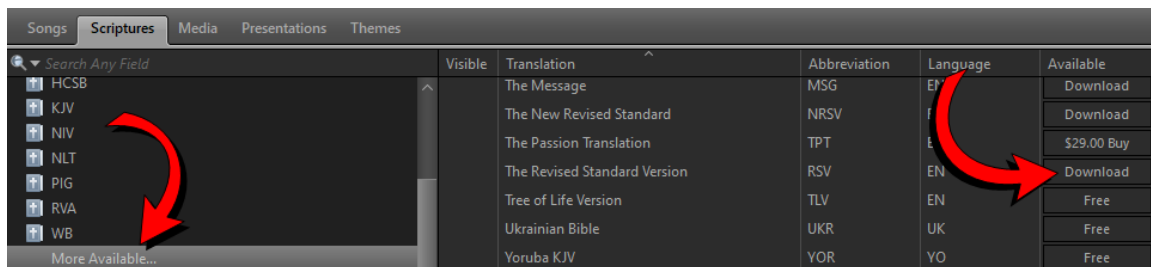 Songs Scriptures Media Presentations Themes
Search Any Field
Visible Translation Abbreviation Language Available
HCSB
KJV
NIV
NLT
PIG
RVA
WB
More Available...
The Message MSG EN Download
The New Revised Standard NRSV Download
The Passion Translation TPT $29.00 Buy
The Revised Standard Version RSV EN Download
Tree of Life Version TLV EN Free
Ukrainian Bible UKR UK Free
Yoruba KJV YOR YO Free